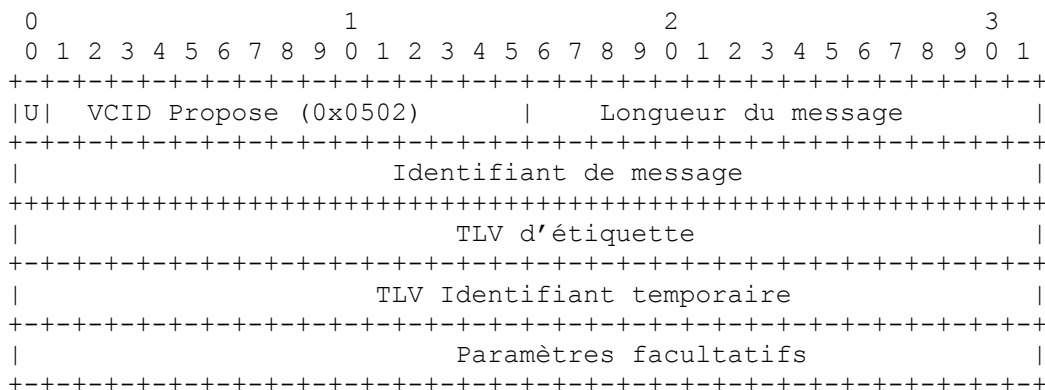 0                   1                   2                   3
 0 1 2 3 4 5 6 7 8 9 0 1 2 3 4 5 6 7 8 9 0 1 2 3 4 5 6 7 8 9 0 1
+-+-+-+-+-+-+-+-+-+-+-+-+-+-+-+-+-+-+-+-+-+-+-+-+-+-+-+-+-+-+-+-+
|U|  VCID Propose (0x0502)      |    Longueur du message        |
+-+-+-+-+-+-+-+-+-+-+-+-+-+-+-+-+-+-+-+-+-+-+-+-+-+-+-+-+-+-+-+-+
|                       Identifiant de message                  |
+++++++++++++++++++++++++++++++++++++++++++++++++++++++++++++++++
|                           TLV d’étiquette                     |
+-+-+-+-+-+-+-+-+-+-+-+-+-+-+-+-+-+-+-+-+-+-+-+-+-+-+-+-+-+-+-+-+
|                      TLV Identifiant temporaire               |
+-+-+-+-+-+-+-+-+-+-+-+-+-+-+-+-+-+-+-+-+-+-+-+-+-+-+-+-+-+-+-+-+
|                           Paramètres facultatifs              |
+-+-+-+-+-+-+-+-+-+-+-+-+-+-+-+-+-+-+-+-+-+-+-+-+-+-+-+-+-+-+-+-+